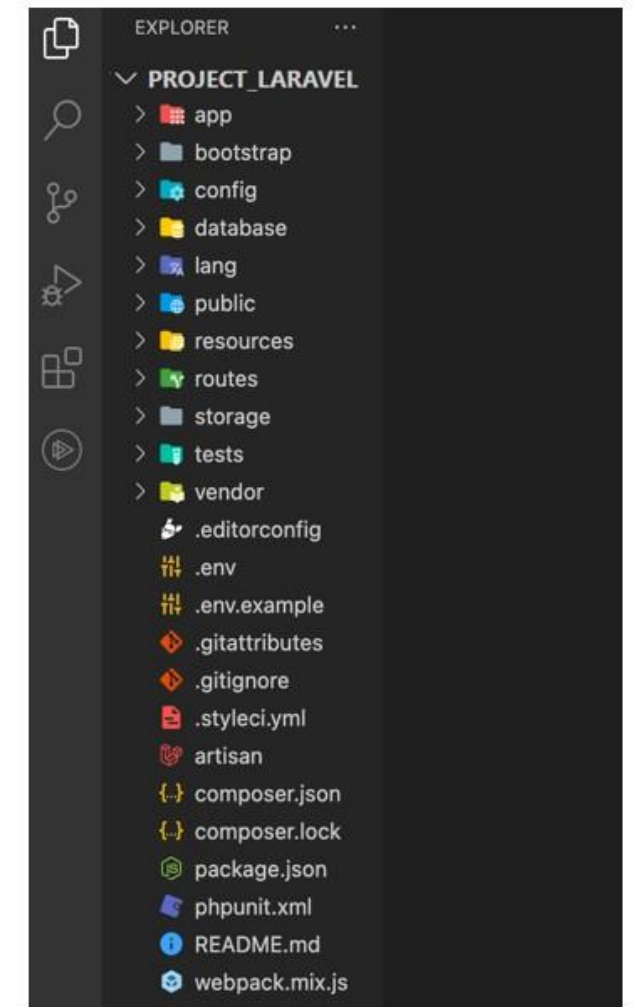 EXPLORER ...
PROJECT_LARAVEL
app
bootstrap
config
database
lang
public
resources
routes
storage
tests
vendor
.editorconfig
.env
.env.example
.gitattributes
.gitignore
.styleci.yml
artisan
composer.json
composer.lock
package.json
phpunit.xml
README.md
webpack.mix.js